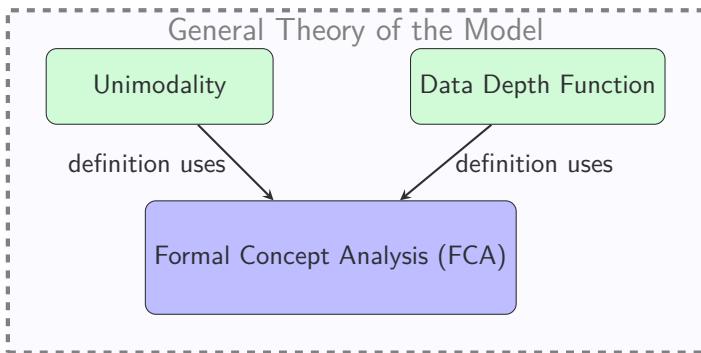 General Theory of the Model
Unimodality
Data Depth Function
definition uses
definition uses
Formal Concept Analysis (FCA)